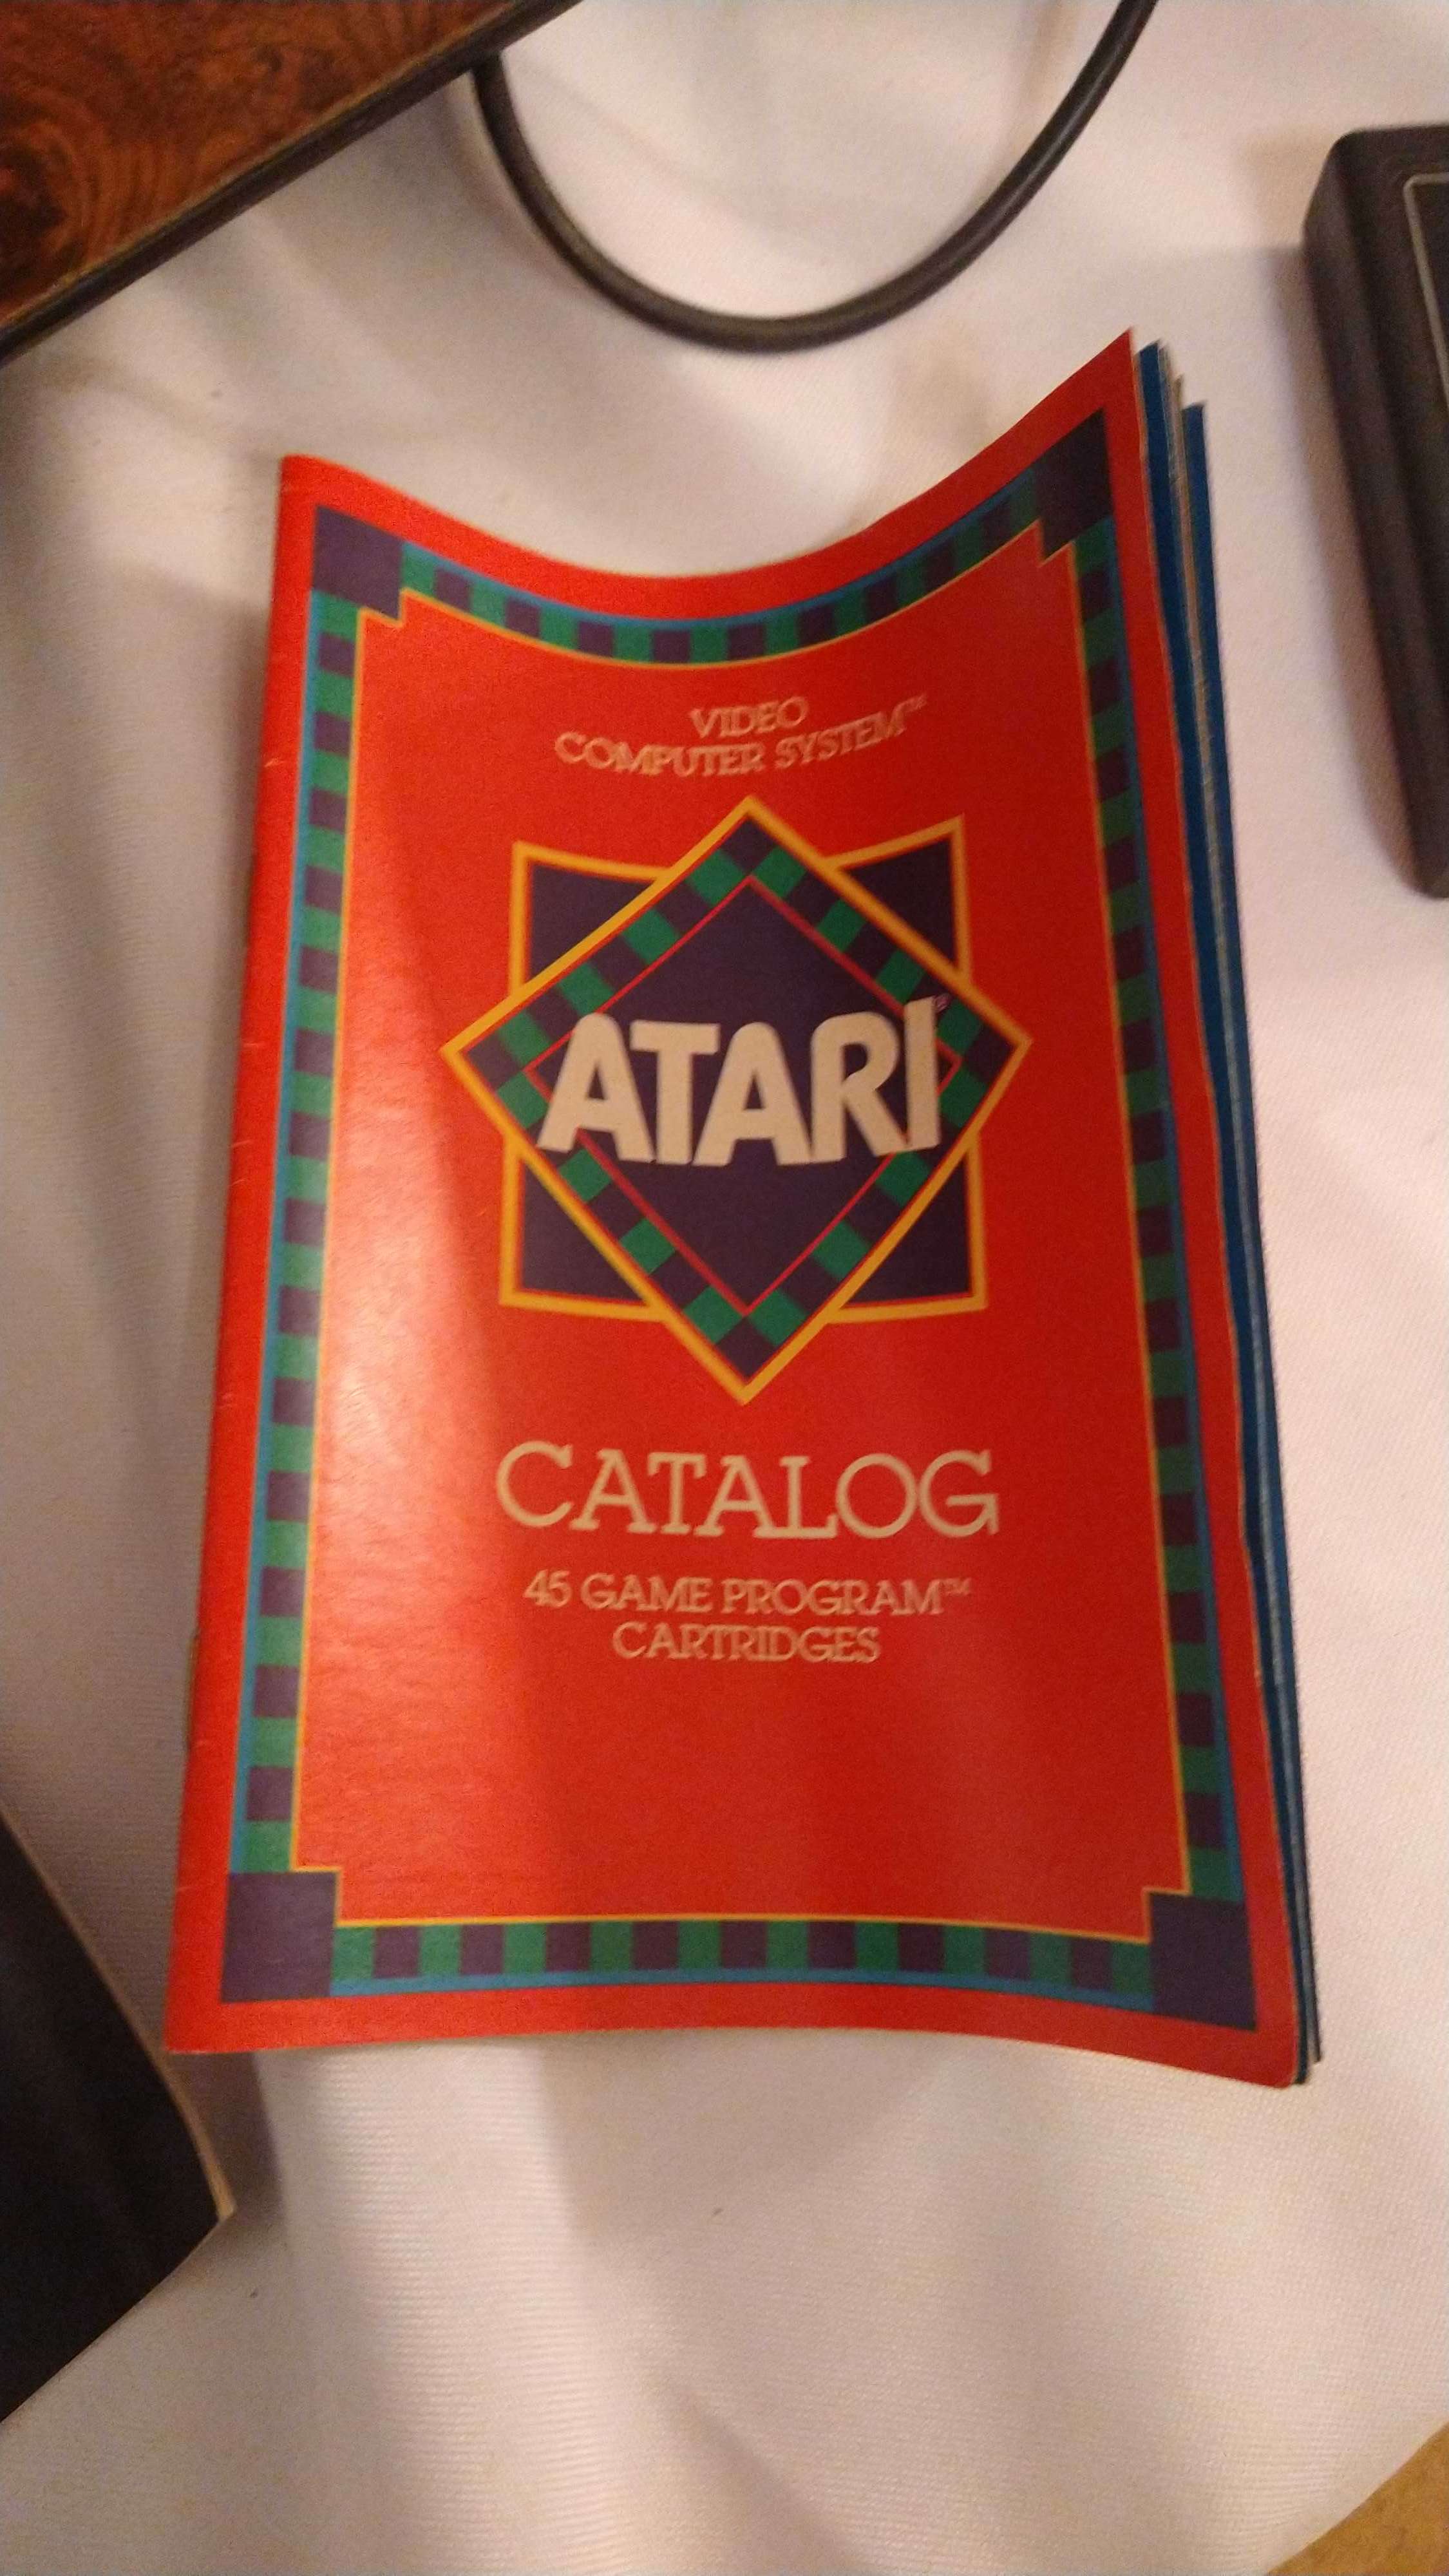 VIDEO
COMPUTER SYSTEM™
ATARI®
CATALOG
45 GAME PROGRAM™
CARTRIDGES